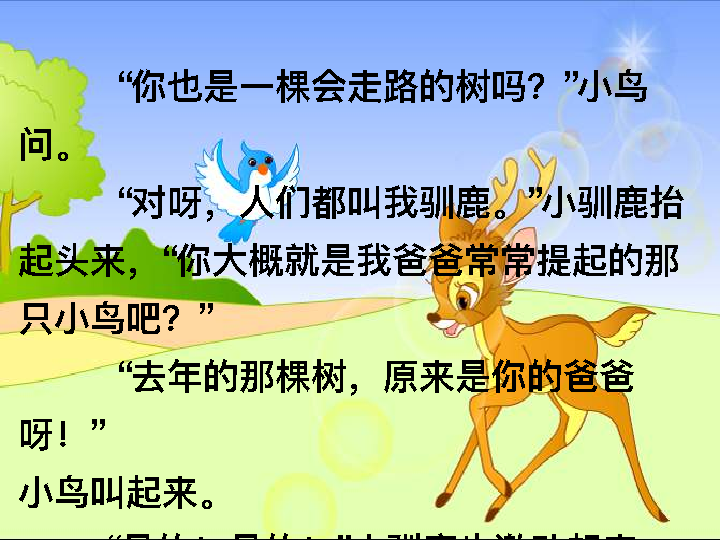 “你也是一棵会走路的树吗？”小鸟
问。
“对呀，人们都叫我驯鹿。”小驯鹿抬
起头来，“你大概就是我爸爸常常提起的那
只小鸟吧？”
“去年的那棵树，原来是你的爸爸
呀！”
小鸟叫起来。